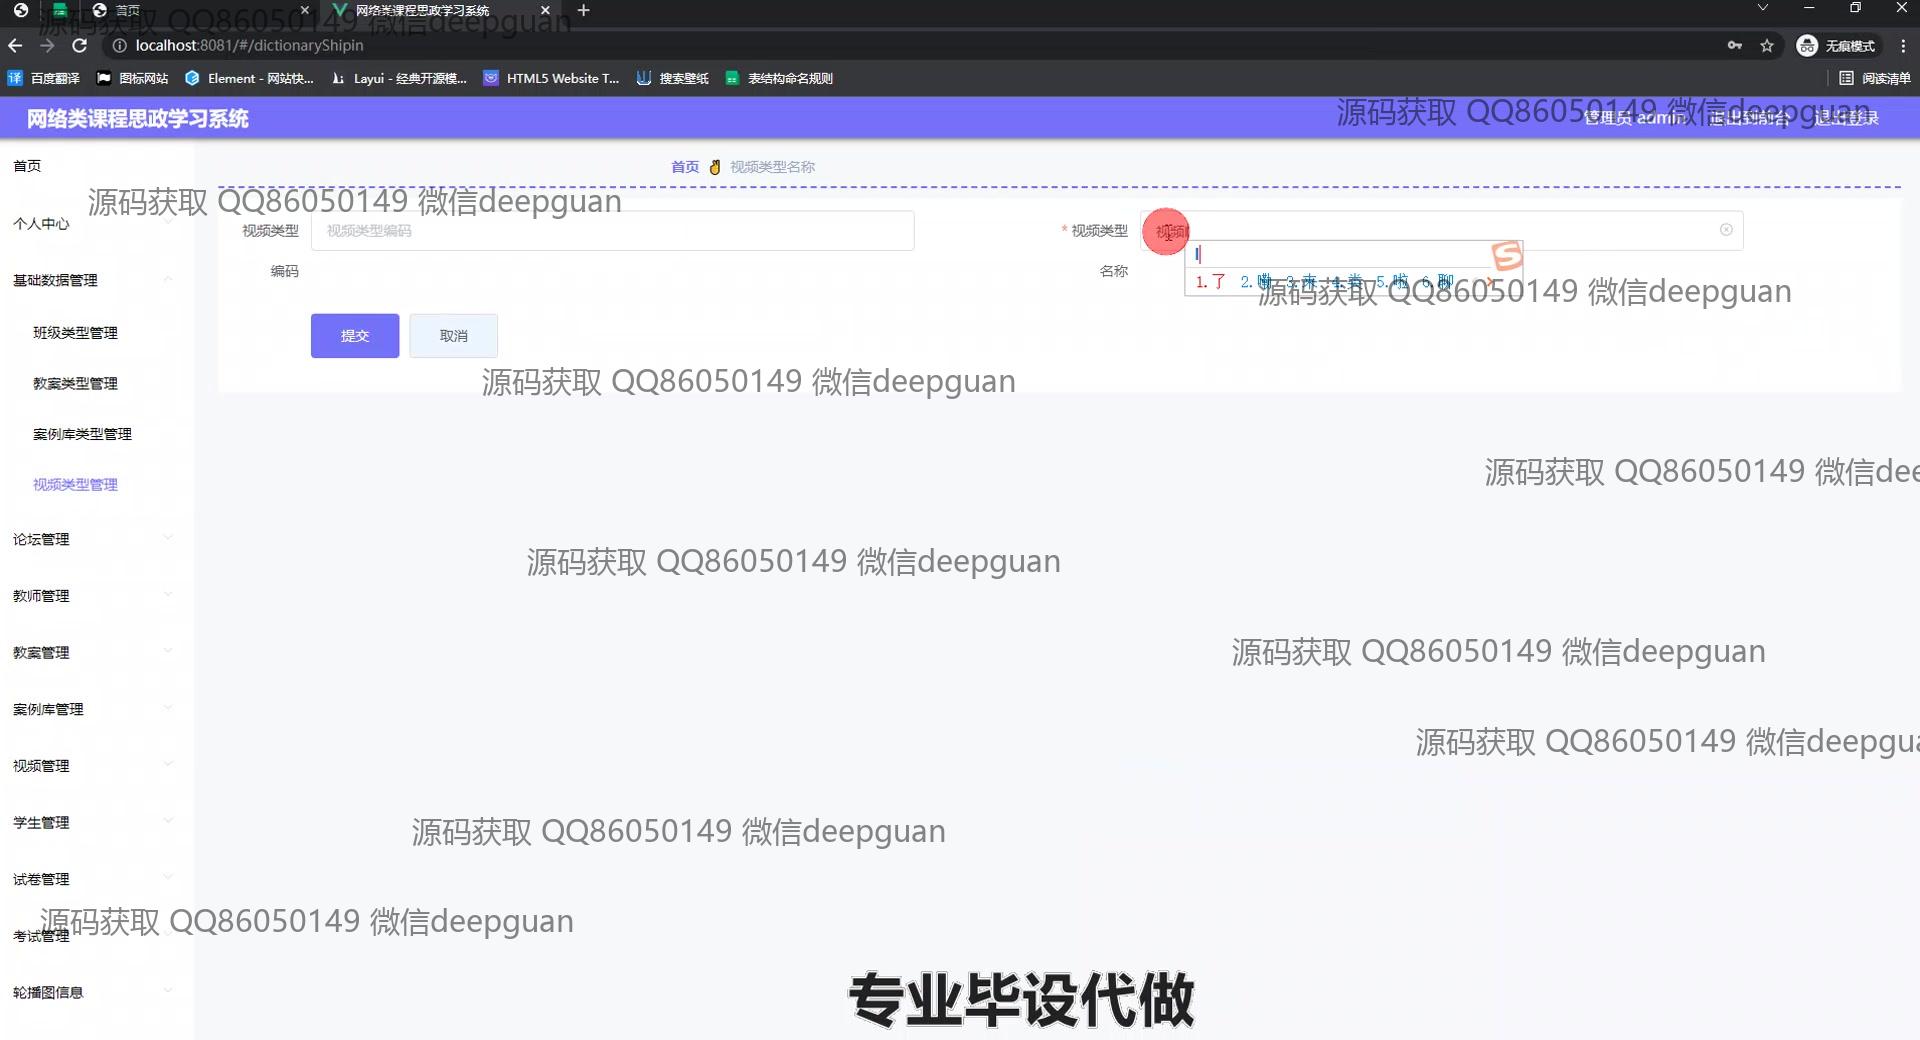 首页
网络类课程思政学习系统
localhost:8081/#/dictionaryShipin
无痕模式
百度翻译
图标网站
Element - 网站快...
Layui - 经典开源模...
HTML5 Website T...
搜索壁纸
表结构命名规则
阅读清单
网络类课程思政学习系统
管理员 admin
退出到前台
退出登录
源码获取 QQ86050149 微信deepguan
源码获取 QQ86050149 微信deepguan
首页
首页
视频类型名称
源码获取 QQ86050149 微信deepguan
个人中心
视频类型
编码
视频类型编码
* 视频类型
名称
视频
l
1.了 2.嘞 3.来 4.类 5.啦 6.聊
基础数据管理
源码获取 QQ86050149 微信deepguan
班级类型管理
提交
取消
教案类型管理
源码获取 QQ86050149 微信deepguan
案例库类型管理
视频类型管理
源码获取 QQ86050149 微信dee
论坛管理
源码获取 QQ86050149 微信deepguan
教师管理
教案管理
源码获取 QQ86050149 微信deepguan
案例库管理
源码获取 QQ86050149 微信deepgua
视频管理
学生管理
源码获取 QQ86050149 微信deepguan
试卷管理
源码获取 QQ86050149 微信deepguan
考试管理
轮播图信息
专业毕设代做